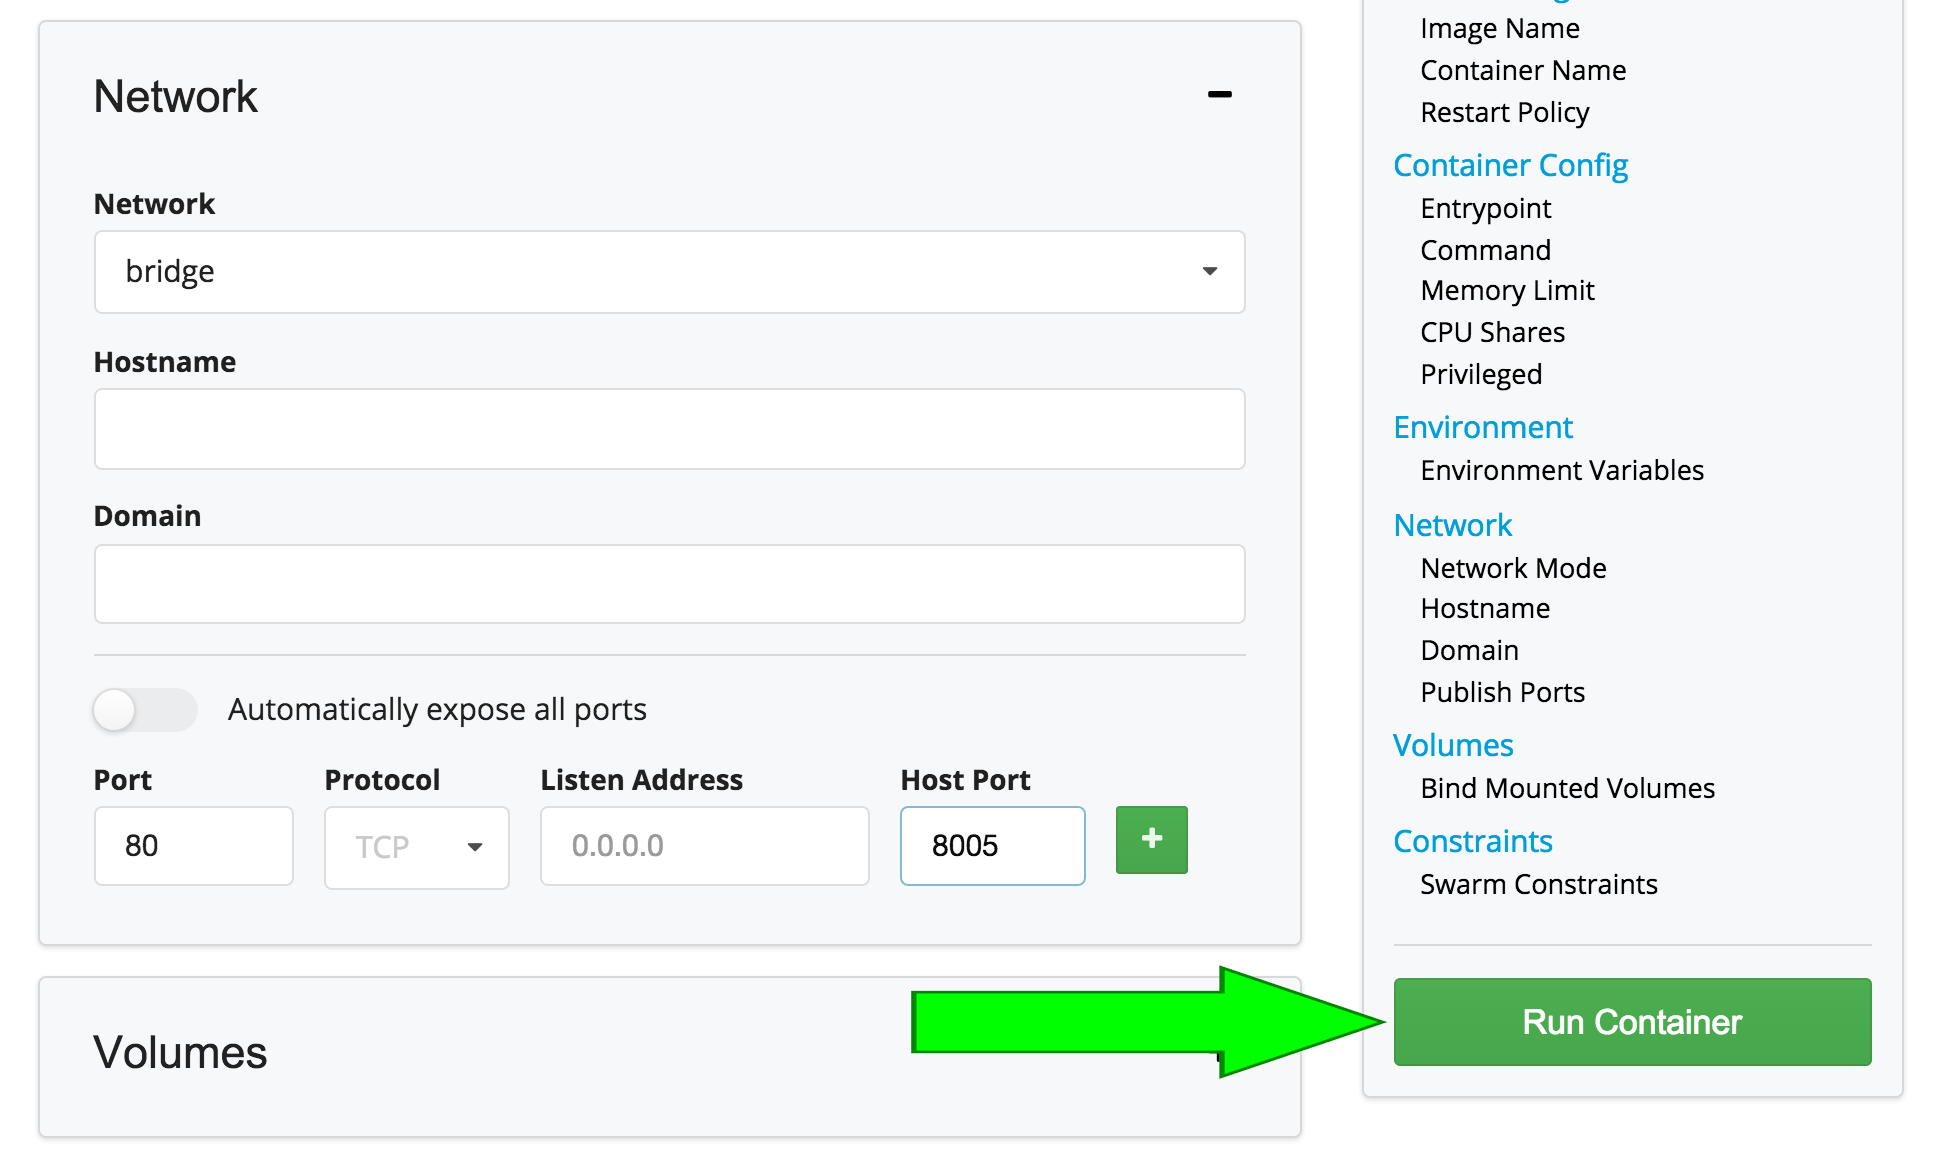 Network
Network
bridge
Hostname
Domain
Automatically expose all ports
Port Protocol Listen Address Host Port
80 TCP 0.0.0.0 8005 +
Volumes
Image Name
Container Name
Restart Policy
Container Config
Entrypoint
Command
Memory Limit
CPU Shares
Privileged
Environment
Environment Variables
Network
Network Mode
Hostname
Domain
Publish Ports
Volumes
Bind Mounted Volumes
Constraints
Swarm Constraints
Run Container